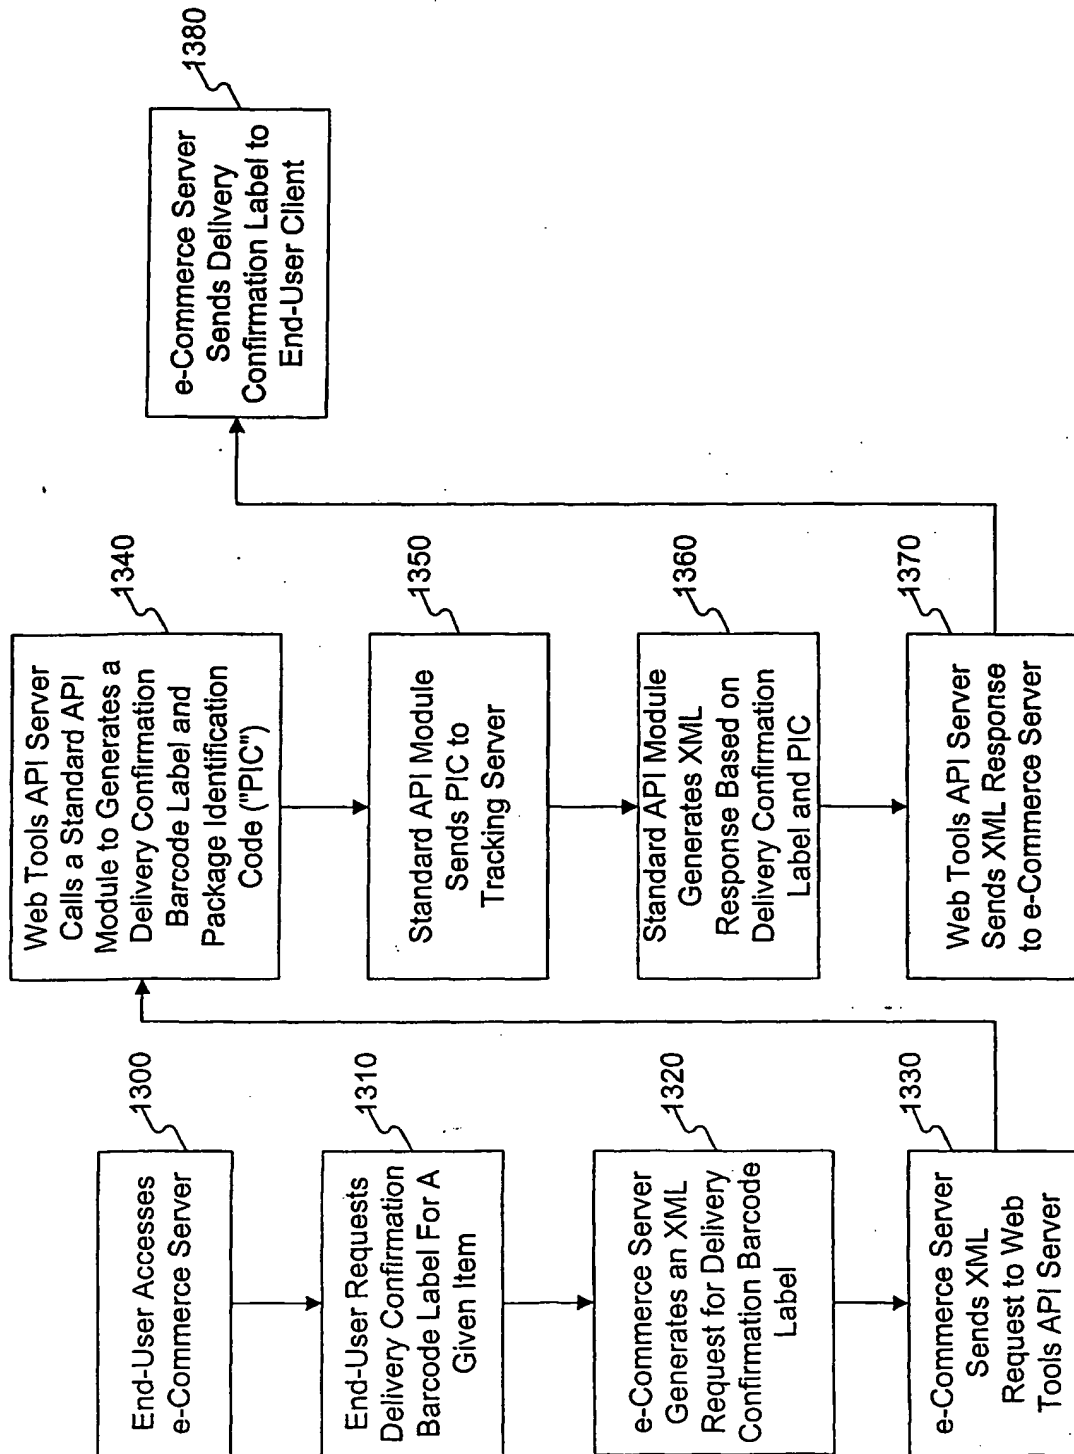 1300
End-User Accesses
e-Commerce Server
1310
End-User Requests
Delivery Confirmation
Barcode Label For A
Given Item
1320
e-Commerce Server
Generates an XML
Request for Delivery
Confirmation Barcode
Label
1330
e-Commerce Server
Sends XML
Request to Web
Tools API Server
1340
Web Tools API Server
Calls a Standard API
Module to Generates a
Delivery Confirmation
Barcode Label and
Package Identification
Code ("PIC")
1350
Standard API Module
Sends PIC to
Tracking Server
1360
Standard API Module
Generates XML
Response Based on
Delivery Confirmation
Label and PIC
1370
Web Tools API Server
Sends XML Response
to e-Commerce Server
1380
e-Commerce Server
Sends Delivery
Confirmation Label to
End-User Client